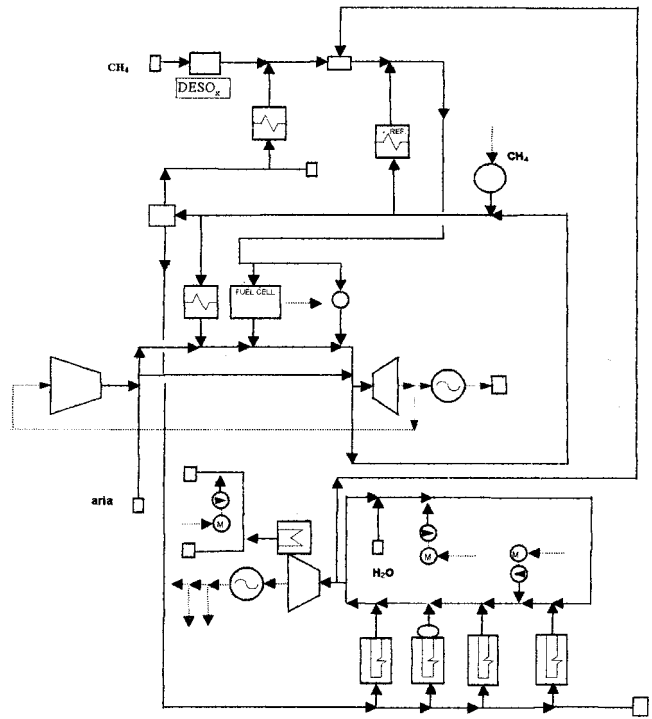 CH₄
DESOₓ
REF.
CH₄
FUEL CELL
aria
M
M
M
H₂O